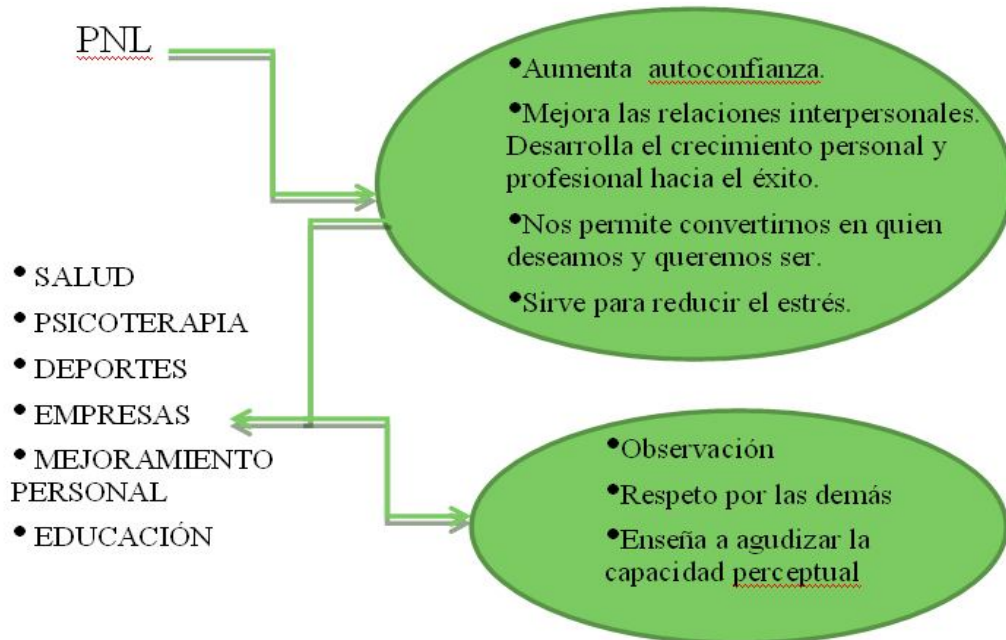 PNL
•Aumenta autoconfianza.
•Mejora las relaciones interpersonales.
Desarrolla el crecimiento personal y
profesional hacia el éxito.
•Nos permite convertirnos en quien
deseamos y queremos ser.
•Sirve para reducir el estrés.
• SALUD
• PSICOTERAPIA
• DEPORTES
• EMPRESAS
• MEJORAMIENTO
PERSONAL
• EDUCACIÓN
•Observación
•Respeto por las demás
•Enseña a agudizar la
capacidad perceptual